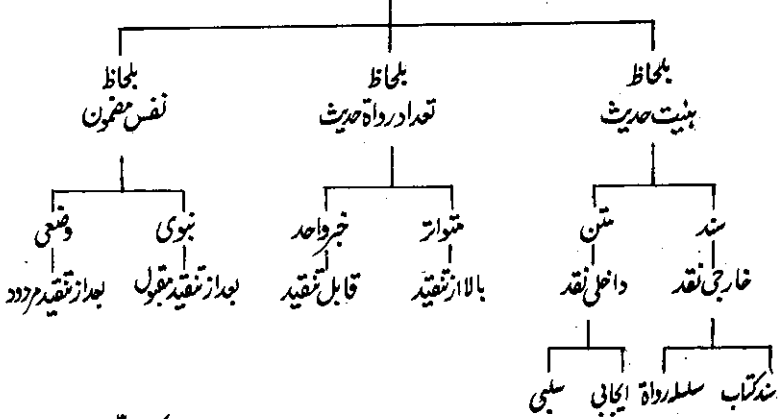 بلحاظ
ہئیت حدیث
بلحاظ
تعداد رواۃ حدیث
بلحاظ
نفس مضمون
سند
متن
متواتر
خبر واحد
نبوی
وضعی
خارجی نقد
داخلی نقد
بالا از تنقید
قابل تنقید
بعد از تنقید مقبول
بعد از تنقید مردود
سند کتاب
سلسلہ رواۃ
ایجابی
سلبی